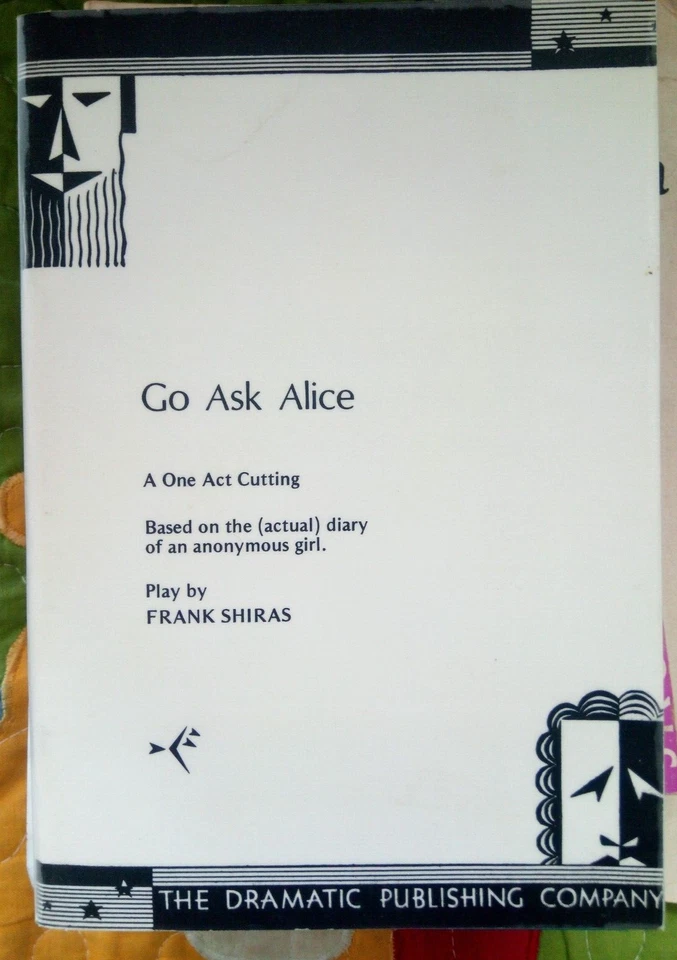 Go Ask Alice
A One Act Cutting
Based on the (actual) diary
of an anonymous girl.
Play by
FRANK SHIRAS
THE DRAMATIC PUBLISHING COMPANY